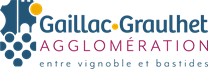 Gaillac•Graulhet
AGGLOMÉRATION
entre vignoble et bastides